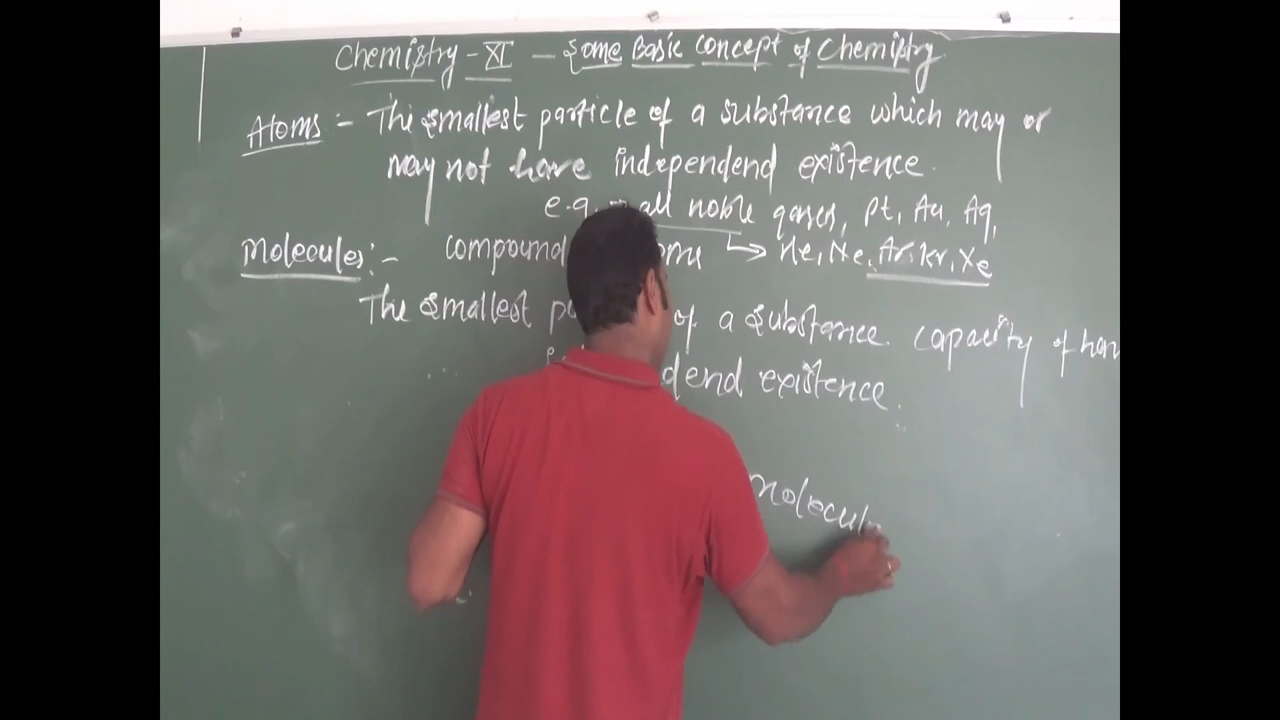 Chemistry - XI — Some Basic Concept of Chemistry
Atoms :- The smallest particle of a substance which may or
may not have independend existence.
e.g. all noble gases, Pt, Au, Ag,
Molecules :- compound → He, Ne, Ar, Kr, Xe
The smallest of a substance capacity of
existence.